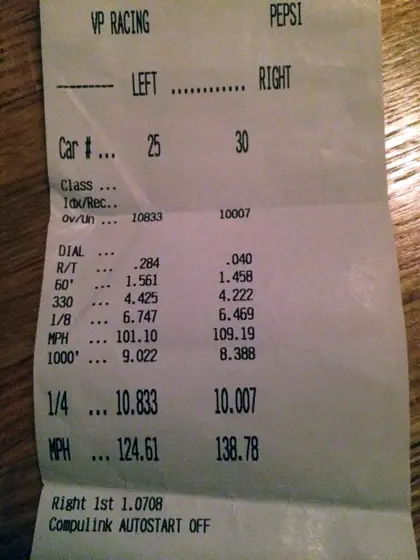 VP RACING PEPSI
--------- LEFT ............ RIGHT
Car # ... 25 30
Class ...
Idx/Rec..
Ov/Un ... 10833 10007
DIAL ...
R/T ... .284 .040
60' ... 1.561 1.458
330 ... 4.425 4.222
1/8 ... 6.747 6.469
MPH ... 101.10 109.19
1000' ... 9.022 8.388
1/4 ... 10.833 10.007
MPH ... 124.61 138.78
Right 1st 1.0708
Compulink AUTOSTART OFF